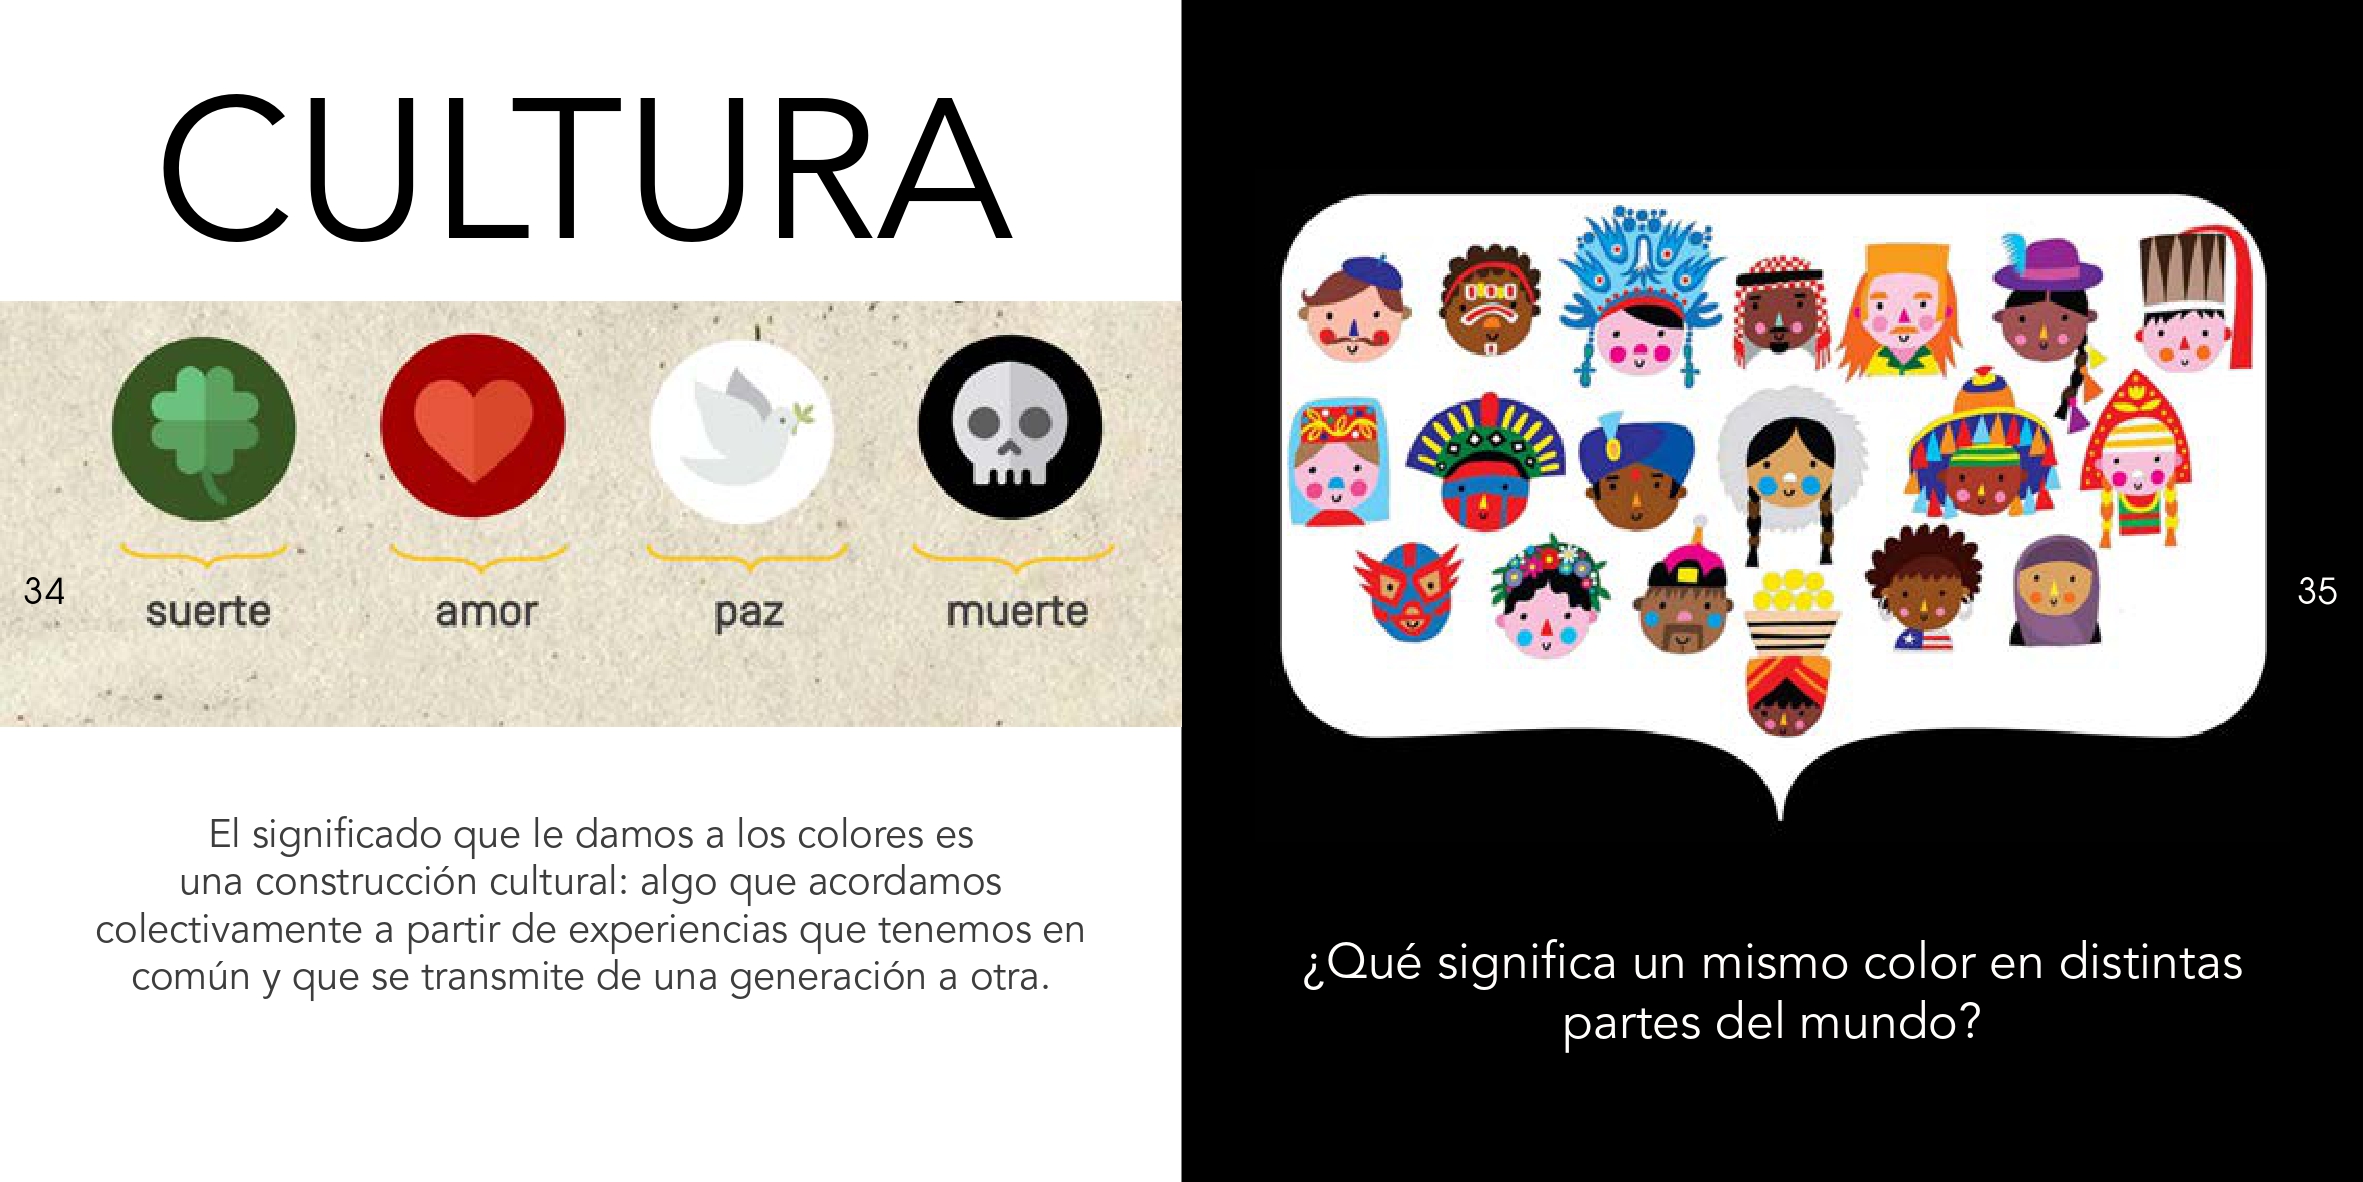 CULTURA
suerte
amor
paz
muerte
34
El significado que le damos a los colores es
una construcción cultural: algo que acordamos
colectivamente a partir de experiencias que tenemos en
común y que se transmite de una generación a otra.
35
¿Qué significa un mismo color en distintas
partes del mundo?